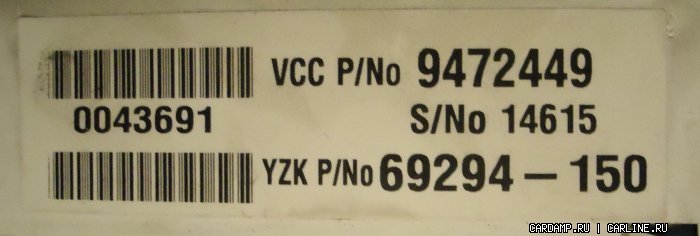 VCC P/No 9472449
0043691 S/No 14615
YZK P/No 69294-150
CARDAMP.RU | CARLINE.RU